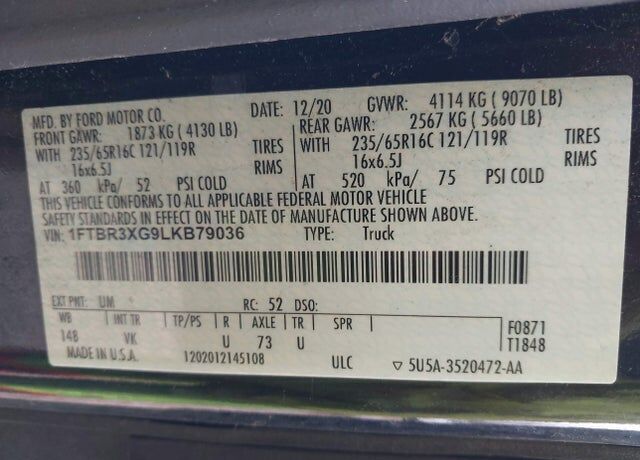 MFD. BY FORD MOTOR CO. DATE: 12/20 GVWR: 4114 KG ( 9070 LB)
FRONT GAWR: 1873 KG ( 4130 LB) REAR GAWR: 2567 KG ( 5660 LB)
WITH 235/65R16C 121/119R TIRES WITH 235/65R16C 121/119R TIRES
16x6.5J RIMS 16x6.5J RIMS
AT 360 kPa/ 52 PSI COLD AT 520 kPa/ 75 PSI COLD
THIS VEHICLE CONFORMS TO ALL APPLICABLE FEDERAL MOTOR VEHICLE
SAFETY STANDARDS IN EFFECT ON THE DATE OF MANUFACTURE SHOWN ABOVE.
VIN: 1FTBR3XG9LKB79036 TYPE: Truck
EXT PNT: UM RC: 52 DSO:
WB INT TR TP/PS R AXLE TR SPR F0871
148 VK U 73 U T1848
MADE IN U.S.A. 1202012145108 ULC ▽ 5U5A-3520472-AA